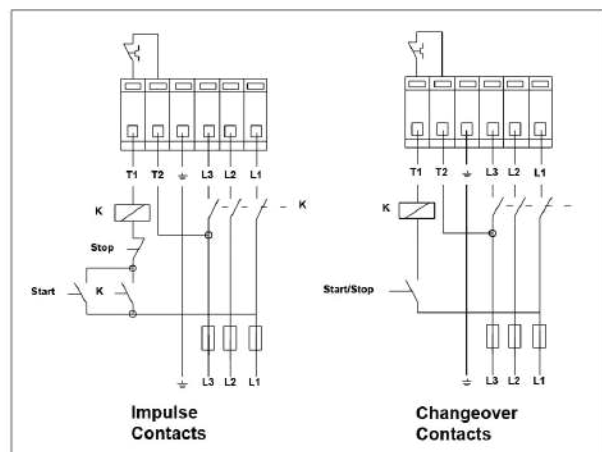 T1 T2 L3 L2 L1
K
K
Stop
Start
K
L3 L2 L1
Impulse
Contacts
T1 T2 L3 L2 L1
K
Start/Stop
L3 L2 L1
Changeover
Contacts